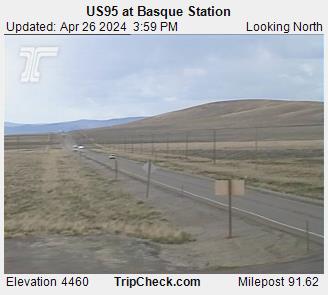 US95 at Basque Station
Updated: Apr 26 2024 3:59 PM Looking North
Elevation 4460 TripCheck.com Milepost 91.62